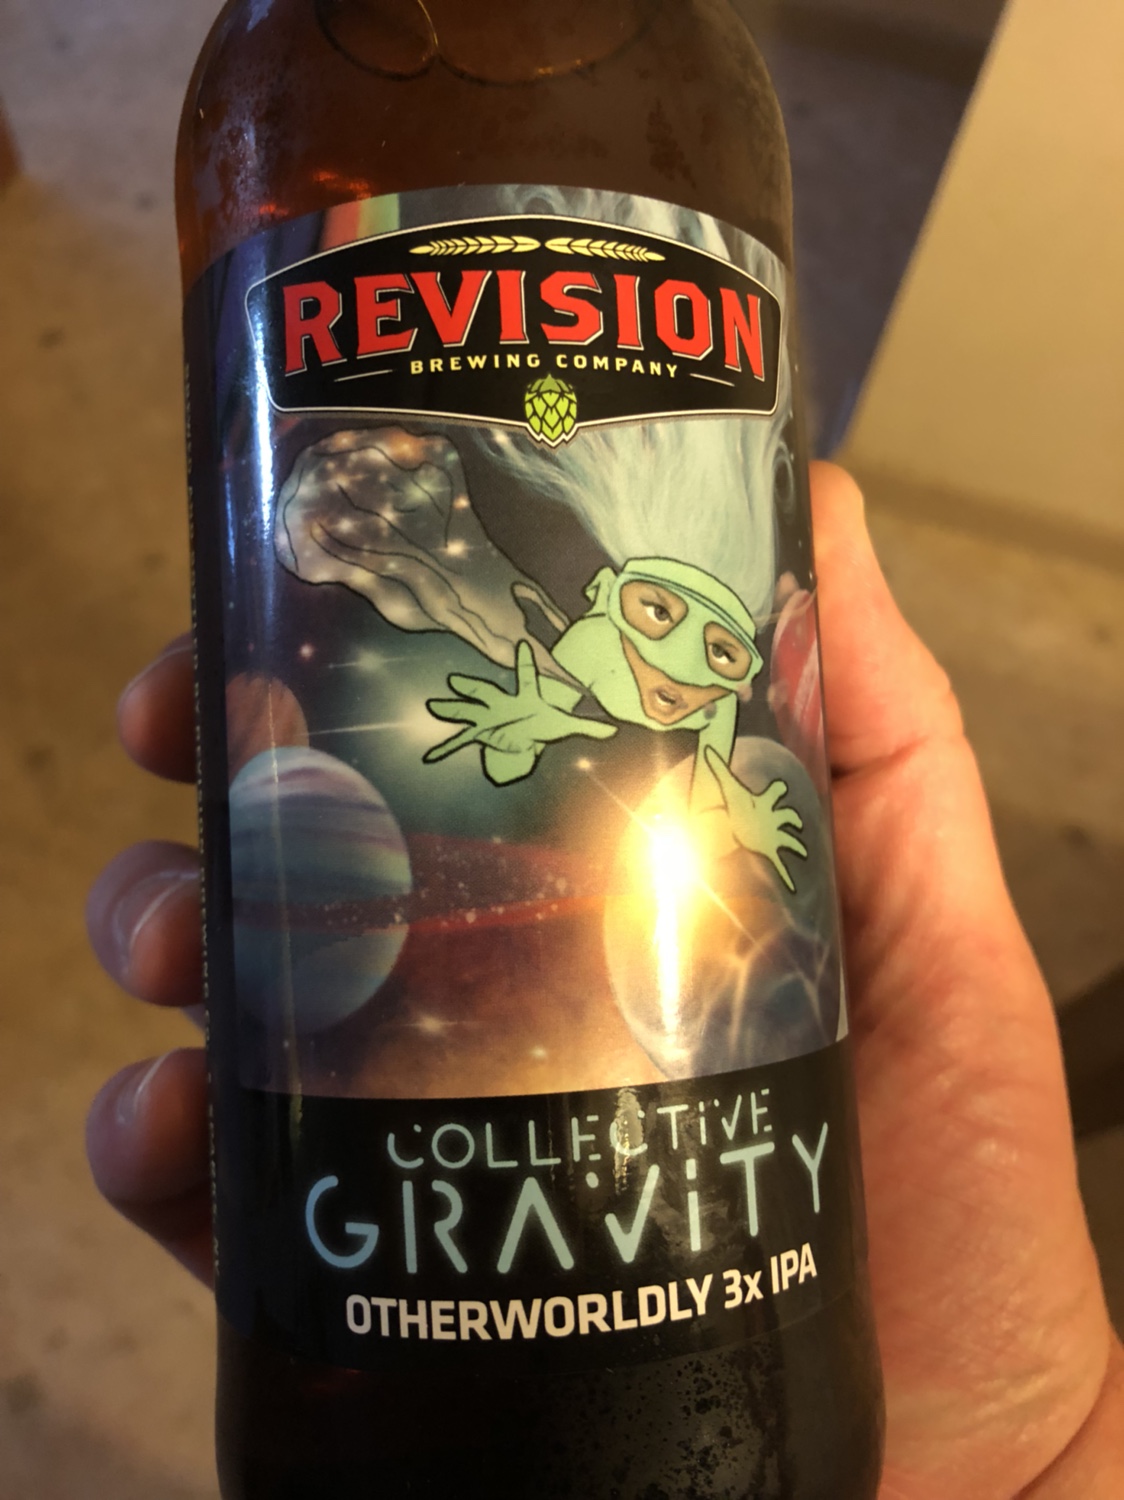 REVISION
BREWING COMPANY
COLLECTiVE
GRAViTY
OTHERWORLDLY 3x IPA